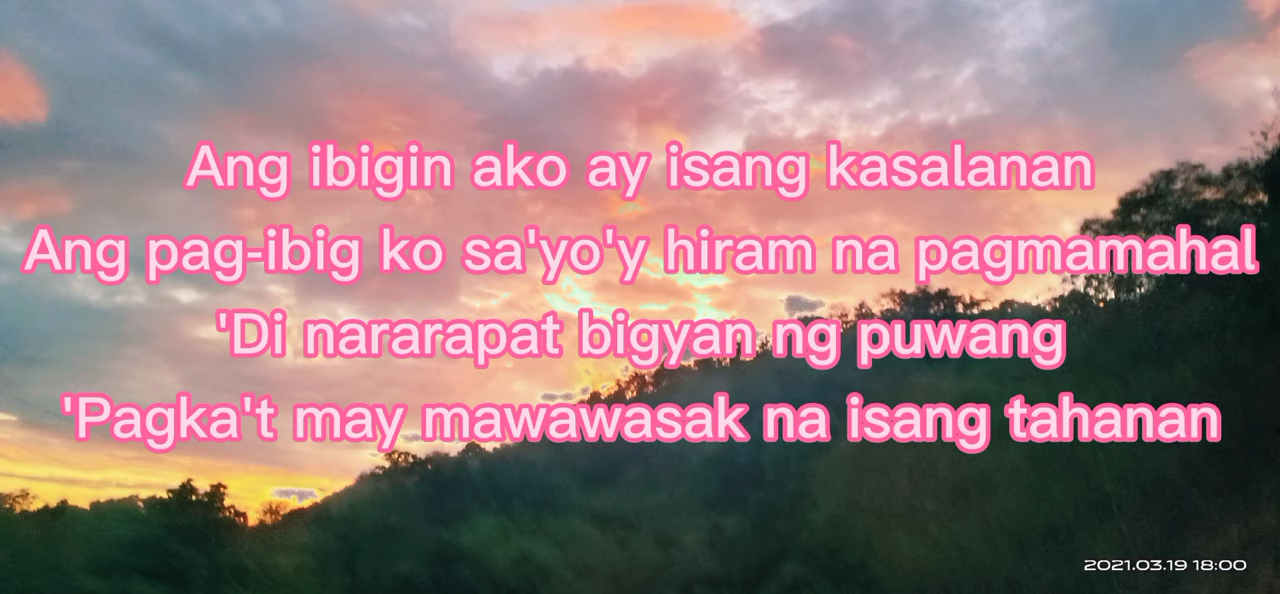 Ang ibigin ako ay isang kasalanan
Ang pag-ibig ko sa'yo'y hiram na pagmamahal
'Di nararapat bigyan ng puwang
'Pagka't may mawawasak na isang tahanan
2021.03.19 18:00